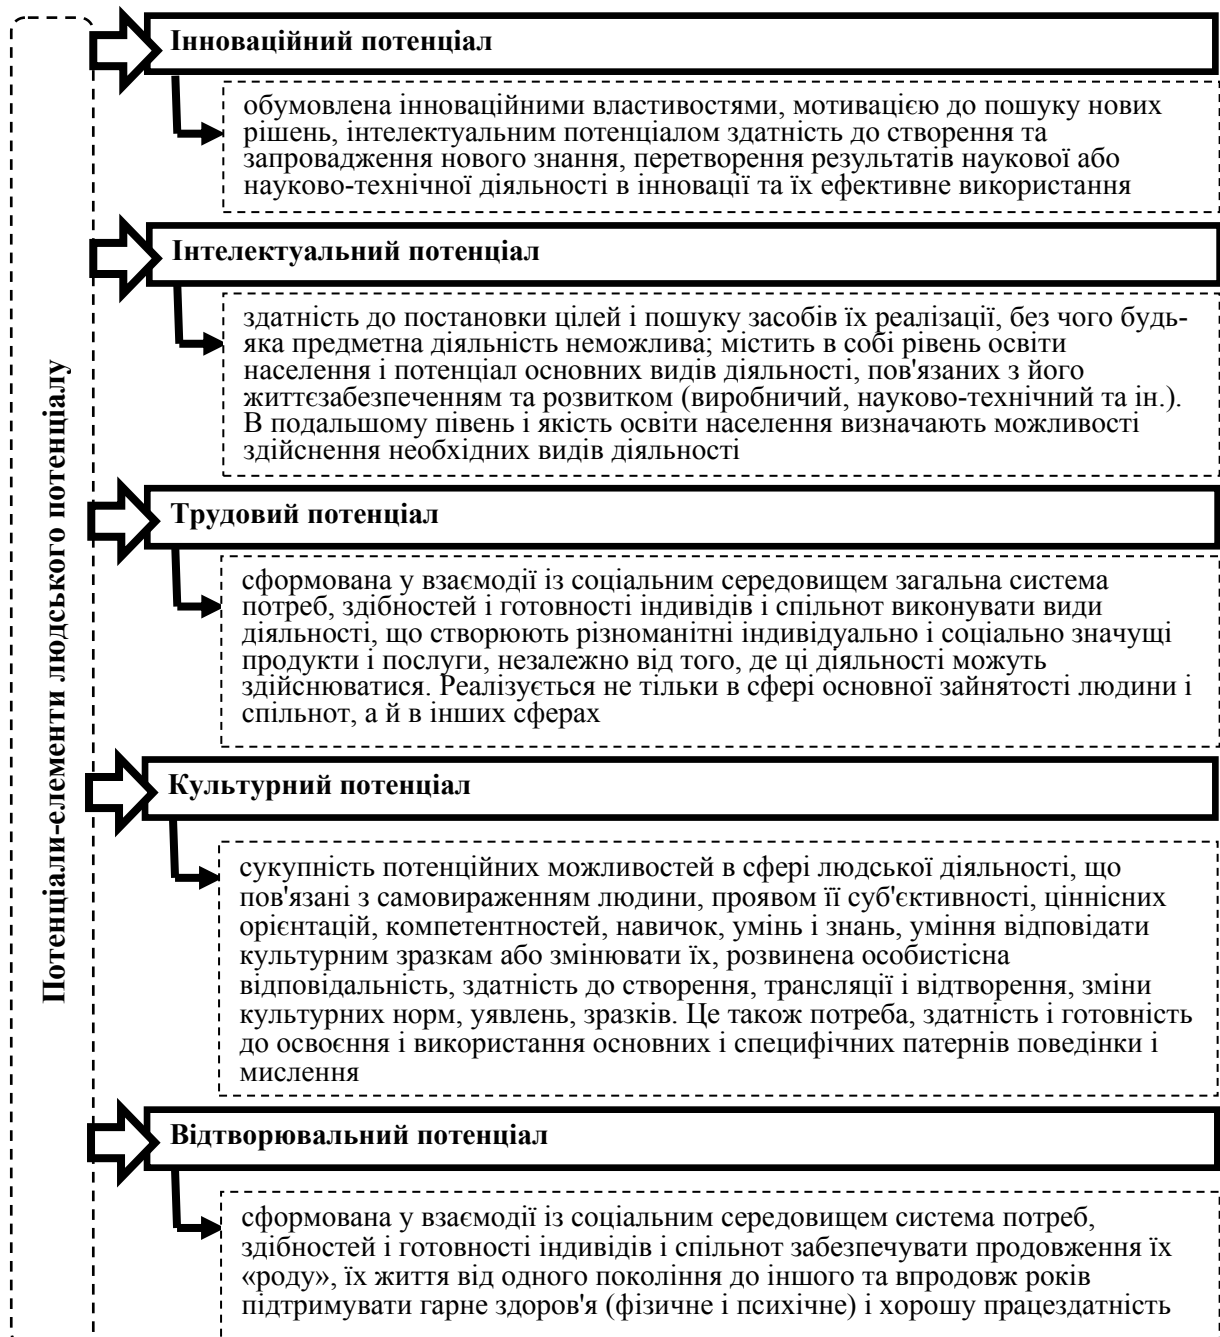 Потенціали-елементи людського потенціалу
Інноваційний потенціал
обумовлена інноваційними властивостями, мотивацією до пошуку нових
рішень, інтелектуальним потенціалом здатність до створення та
запровадження нового знання, перетворення результатів наукової або
науково-технічної діяльності в інновації та їх ефективне використання
Інтелектуальний потенціал
здатність до постановки цілей і пошуку засобів їх реалізації, без чого будь-
яка предметна діяльність неможлива; містить в собі рівень освіти
населення і потенціал основних видів діяльності, пов'язаних з його
життєзабезпеченням та розвитком (виробничий, науково-технічний та ін.).
В подальшому півень і якість освіти населення визначають можливості
здійснення необхідних видів діяльності
Трудовий потенціал
сформована у взаємодії із соціальним середовищем загальна система
потреб, здібностей і готовності індивідів і спільнот виконувати види
діяльності, що створюють різноманітні індивідуально і соціально значущі
продукти і послуги, незалежно від того, де ці діяльності можуть
здійснюватися. Реалізується не тільки в сфері основної зайнятості людини і
спільнот, а й в інших сферах
Культурний потенціал
сукупність потенційних можливостей в сфері людської діяльності, що
пов'язані з самовираженням людини, проявом її суб'єктивності, ціннісних
орієнтацій, компетентностей, навичок, умінь і знань, уміння відповідати
культурним зразкам або змінювати їх, розвинена особистісна
відповідальність, здатність до створення, трансляції і відтворення, зміни
культурних норм, уявлень, зразків. Це також потреба, здатність і готовність
до освоєння і використання основних і специфічних патернів поведінки і
мислення
Відтворювальний потенціал
сформована у взаємодії із соціальним середовищем система потреб,
здібностей і готовності індивідів і спільнот забезпечувати продовження їх
«роду», їх життя від одного покоління до іншого та впродовж років
підтримувати гарне здоров'я (фізичне і психічне) і хорошу працездатність